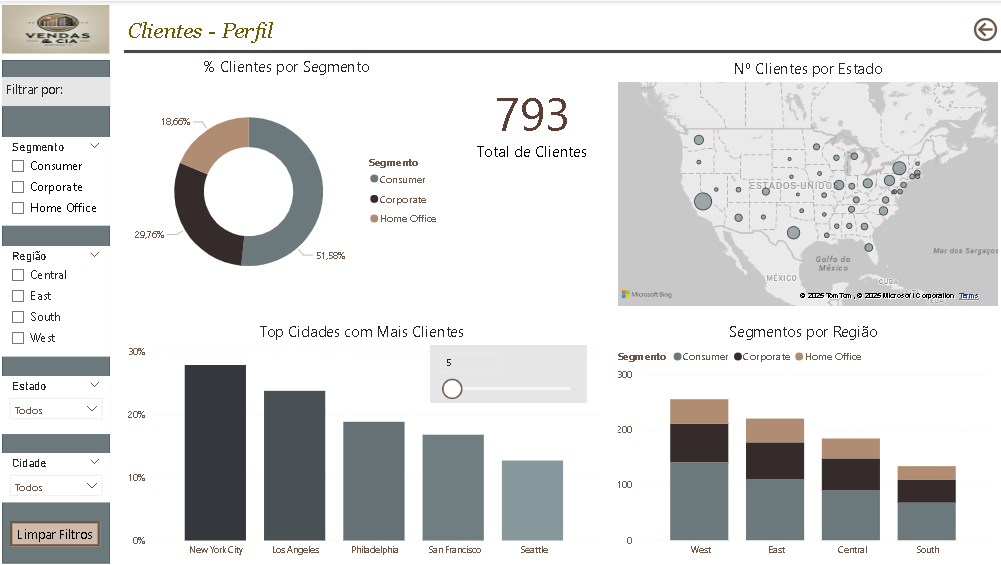 VENDAS
& CIA
Clientes - Perfil
Filtrar por:
Segmento
Consumer
Corporate
Home Office
Região
Central
East
South
West
Estado
Todos
Cidade
Todos
Limpar Filtros
% Clientes por Segmento
18,66%
29,76%
51,58%
Segmento
Consumer
Corporate
Home Office
793
Total de Clientes
Nº Clientes por Estado
ESTADOS UNIDOS
MÉXICO
Golfo do
México
CUBA
Mar dos Sargaços
Microsoft Bing
© 2025 TomTom, © 2025 Microsoft Corporation Terms
Top Cidades com Mais Clientes
5
30%
20%
10%
0%
New York City
Los Angeles
Philadelphia
San Francisco
Seattle
Segmentos por Região
Segmento Consumer Corporate Home Office
300
200
100
0
West
East
Central
South